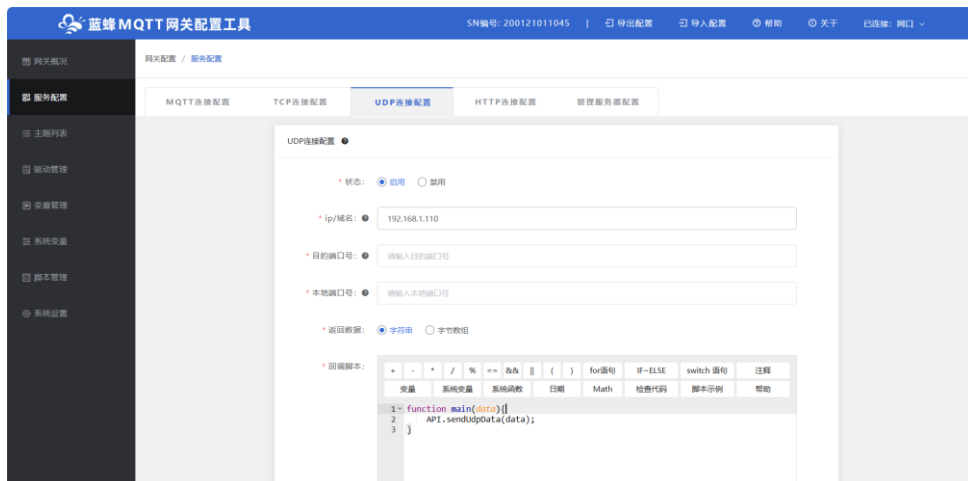 蓝蜂MQTT网关配置工具 SN编号: 200121011045 | 导出配置 导入配置 帮助 关于 已连接: 网口
网关概况
服务配置
主题列表
驱动管理
变量管理
系统变量
脚本管理
系统设置
网关配置 / 服务配置
MQTT连接配置 TCP连接配置 UDP连接配置 HTTP连接配置 管理服务器配置
UDP连接配置
* 状态: 启用 禁用
* ip/域名: 192.168.1.110
* 目的端口号: 请输入目的端口号
* 本地端口号: 请输入本地端口号
* 返回数据: 字符串 字节数组
* 回调脚本:
+ - * / % == && || ( ) for语句 IF~ELSE switch 语句 注释
变量 系统变量 系统函数 日期 Math 检查代码 脚本示例 帮助
1 function main(data){
2 API.sendUdpData(data);
3 }